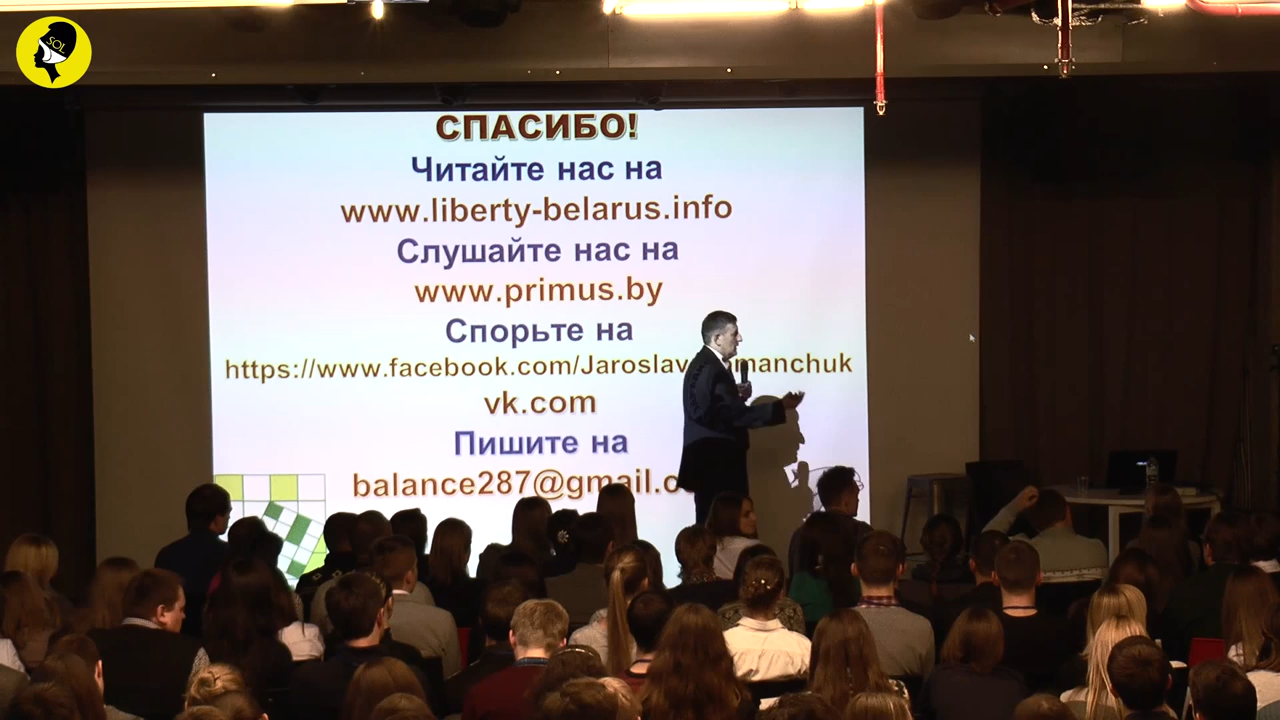 SOL
СПАСИБО!
Читайте нас на
www.liberty-belarus.info
Слушайте нас на
www.primus.by
Спорьте на
https://www.facebook.com/Jaroslav manchuk
vk.com
Пишите на
balance287@gmail.c